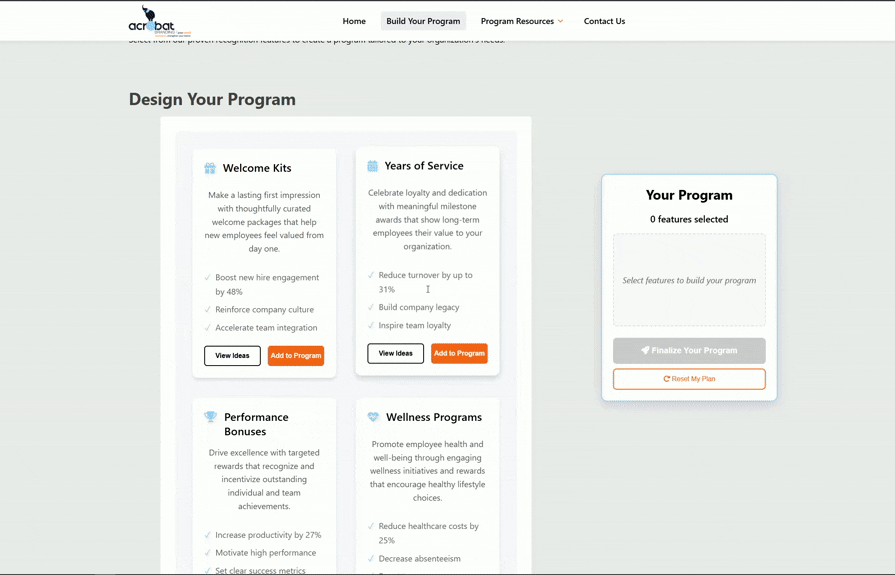 acrobat
Home
Build Your Program
Program Resources
Contact Us
Select from our proven recognition features to create a program tailored to your organization's needs.
Design Your Program
Welcome Kits
Make a lasting first impression
with thoughtfully curated
welcome packages that help
new employees feel valued from
day one.
✓ Boost new hire engagement
by 48%
✓ Reinforce company culture
✓ Accelerate team integration
View Ideas
Add to Program
Years of Service
Celebrate loyalty and dedication
with meaningful milestone
awards that show long-term
employees their value to your
organization.
✓ Reduce turnover by up to
31%
✓ Build company legacy
✓ Inspire team loyalty
View Ideas
Add to Program
Your Program
0 features selected
Select features to build your program
Finalize Your Program
Reset My Plan
Performance
Bonuses
Drive excellence with targeted
rewards that recognize and
incentivize outstanding
individual and team
achievements.
✓ Increase productivity by 27%
✓ Motivate high performance
✓ Set clear success metrics
Wellness Programs
Promote employee health and
well-being through engaging
wellness initiatives and rewards
that encourage healthy lifestyle
choices.
✓ Reduce healthcare costs by
25%
✓ Decrease absenteeism